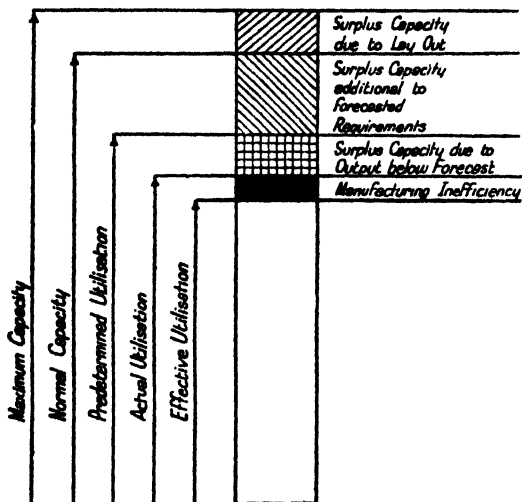 Surplus Capacity
due to Lay Out
Surplus Capacity
additional to
Forecasted
Requirements
Surplus Capacity due to
Output below Forecast
Manufacturing Inefficiency
Maximum Capacity
Normal Capacity
Predetermined Utilisation
Actual Utilisation
Effective Utilisation